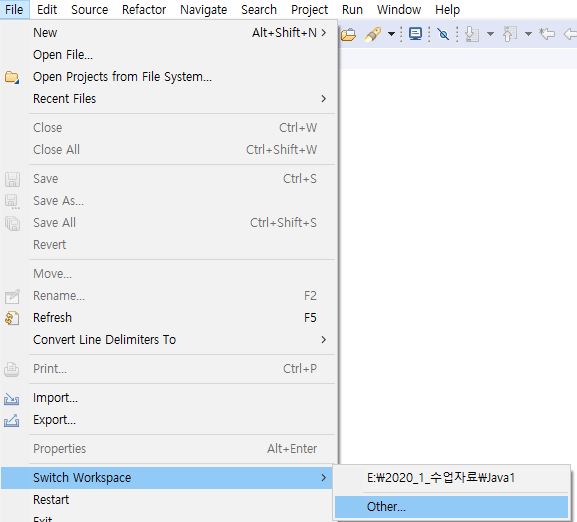 File Edit Source Refactor Navigate Search Project Run Window Help
New Alt+Shift+N >
Open File...
Open Projects from File System...
Recent Files >
Close Ctrl+W
Close All Ctrl+Shift+W
Save Ctrl+S
Save As...
Save All Ctrl+Shift+S
Revert
Move...
Rename... F2
Refresh F5
Convert Line Delimiters To >
Print... Ctrl+P
Import...
Export...
Properties Alt+Enter
Switch Workspace >
E:₩2020_1_수업자료₩Java1
Restart
Other...
Exit